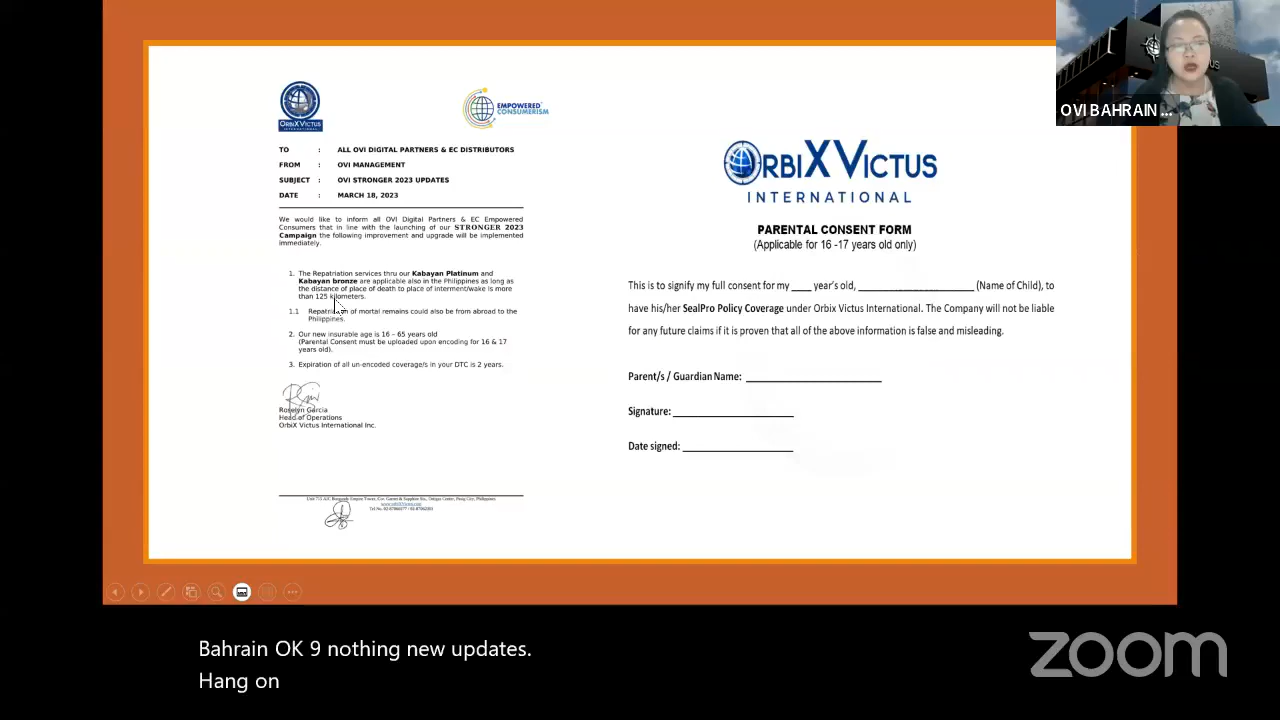 OVI BAHRAIN ...
ORBIXVICTUS
INTERNATIONAL
EMPOWERED
CONSUMERISM
TO : ALL OVI DIGITAL PARTNERS & EC DISTRIBUTORS
FROM : OVI MANAGEMENT
SUBJECT : OVI STRONGER 2023 UPDATES
DATE : MARCH 18, 2023
We would like to inform all OVI Digital Partners & EC Empowered
Consumers that in line with the launching of our STRONGER 2023
Campaign the following improvement and upgrade will be implemented
immediately.
1. The Repatriation services thru our Kabayan Platinum and
Kabayan bronze are applicable also in the Philippines as long as
the distance of place of death to place of interment/wake is more
than 125 kilometers.
1.1 Repatriation of mortal remains could also be from abroad to the
Philippines.
2. Our new insurable age is 16 – 65 years old
(Parental Consent must be uploaded upon encoding for 16 & 17
years old).
3. Expiration of all un-encoded coverage/s in your DTC is 2 years.
Roselyn Garcia
Head of Operations
OrbiX Victus International Inc.
ORBIX VICTUS
INTERNATIONAL
PARENTAL CONSENT FORM
(Applicable for 16 -17 years old only)
This is to signify my full consent for my ____ year's old, ______________________ (Name of Child), to
have his/her SealPro Policy Coverage under Orbix Victus International. The Company will not be liable
for any future claims if it is proven that all of the above information is false and misleading.
Parent/s / Guardian Name: _________________________
Signature: ______________________
Date signed: ____________________
Bahrain OK 9 nothing new updates.
Hang on
zoom